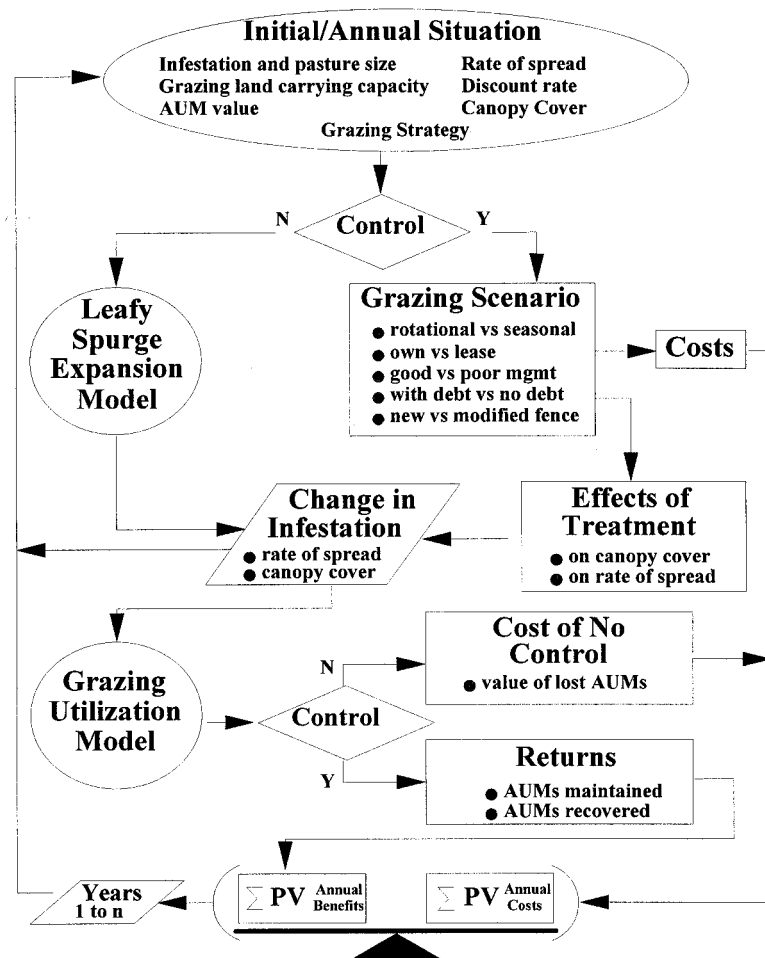 Initial/Annual Situation
Infestation and pasture size
Rate of spread
Grazing land carrying capacity
Discount rate
AUM value
Canopy Cover
Grazing Strategy
N
Control
Y
Leafy
Spurge
Expansion
Model
Grazing Scenario
● rotational vs seasonal
● own vs lease
● good vs poor mgmt
● with debt vs no debt
● new vs modified fence
Costs
Change in
Infestation
● rate of spread
● canopy cover
Effects of
Treatment
● on canopy cover
● on rate of spread
Grazing
Utilization
Model
N
Control
Y
Cost of No
Control
● value of lost AUMs
Returns
● AUMs maintained
● AUMs recovered
Years
1 to n
∑ PV Annual
Benefits
∑ PV Annual
Costs